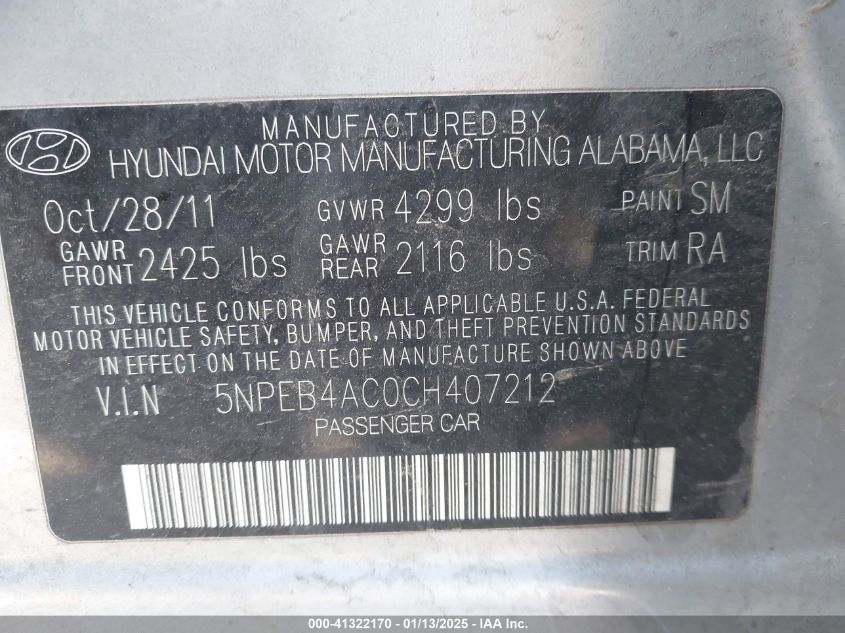 MANUFACTURED BY
HYUNDAI MOTOR MANUFACTURING ALABAMA, LLC
Oct/28/11 GVWR 4299 lbs PAINT SM
GAWR FRONT 2425 lbs GAWR REAR 2116 lbs TRIM RA
THIS VEHICLE CONFORMS TO ALL APPLICABLE U.S.A. FEDERAL
MOTOR VEHICLE SAFETY, BUMPER, AND THEFT PREVENTION STANDARDS
IN EFFECT ON THE DATE OF MANUFACTURE SHOWN ABOVE
V.I.N 5NPEB4AC0CH407212
PASSENGER CAR
000-41322170 - 01/13/2025 - IAA Inc.